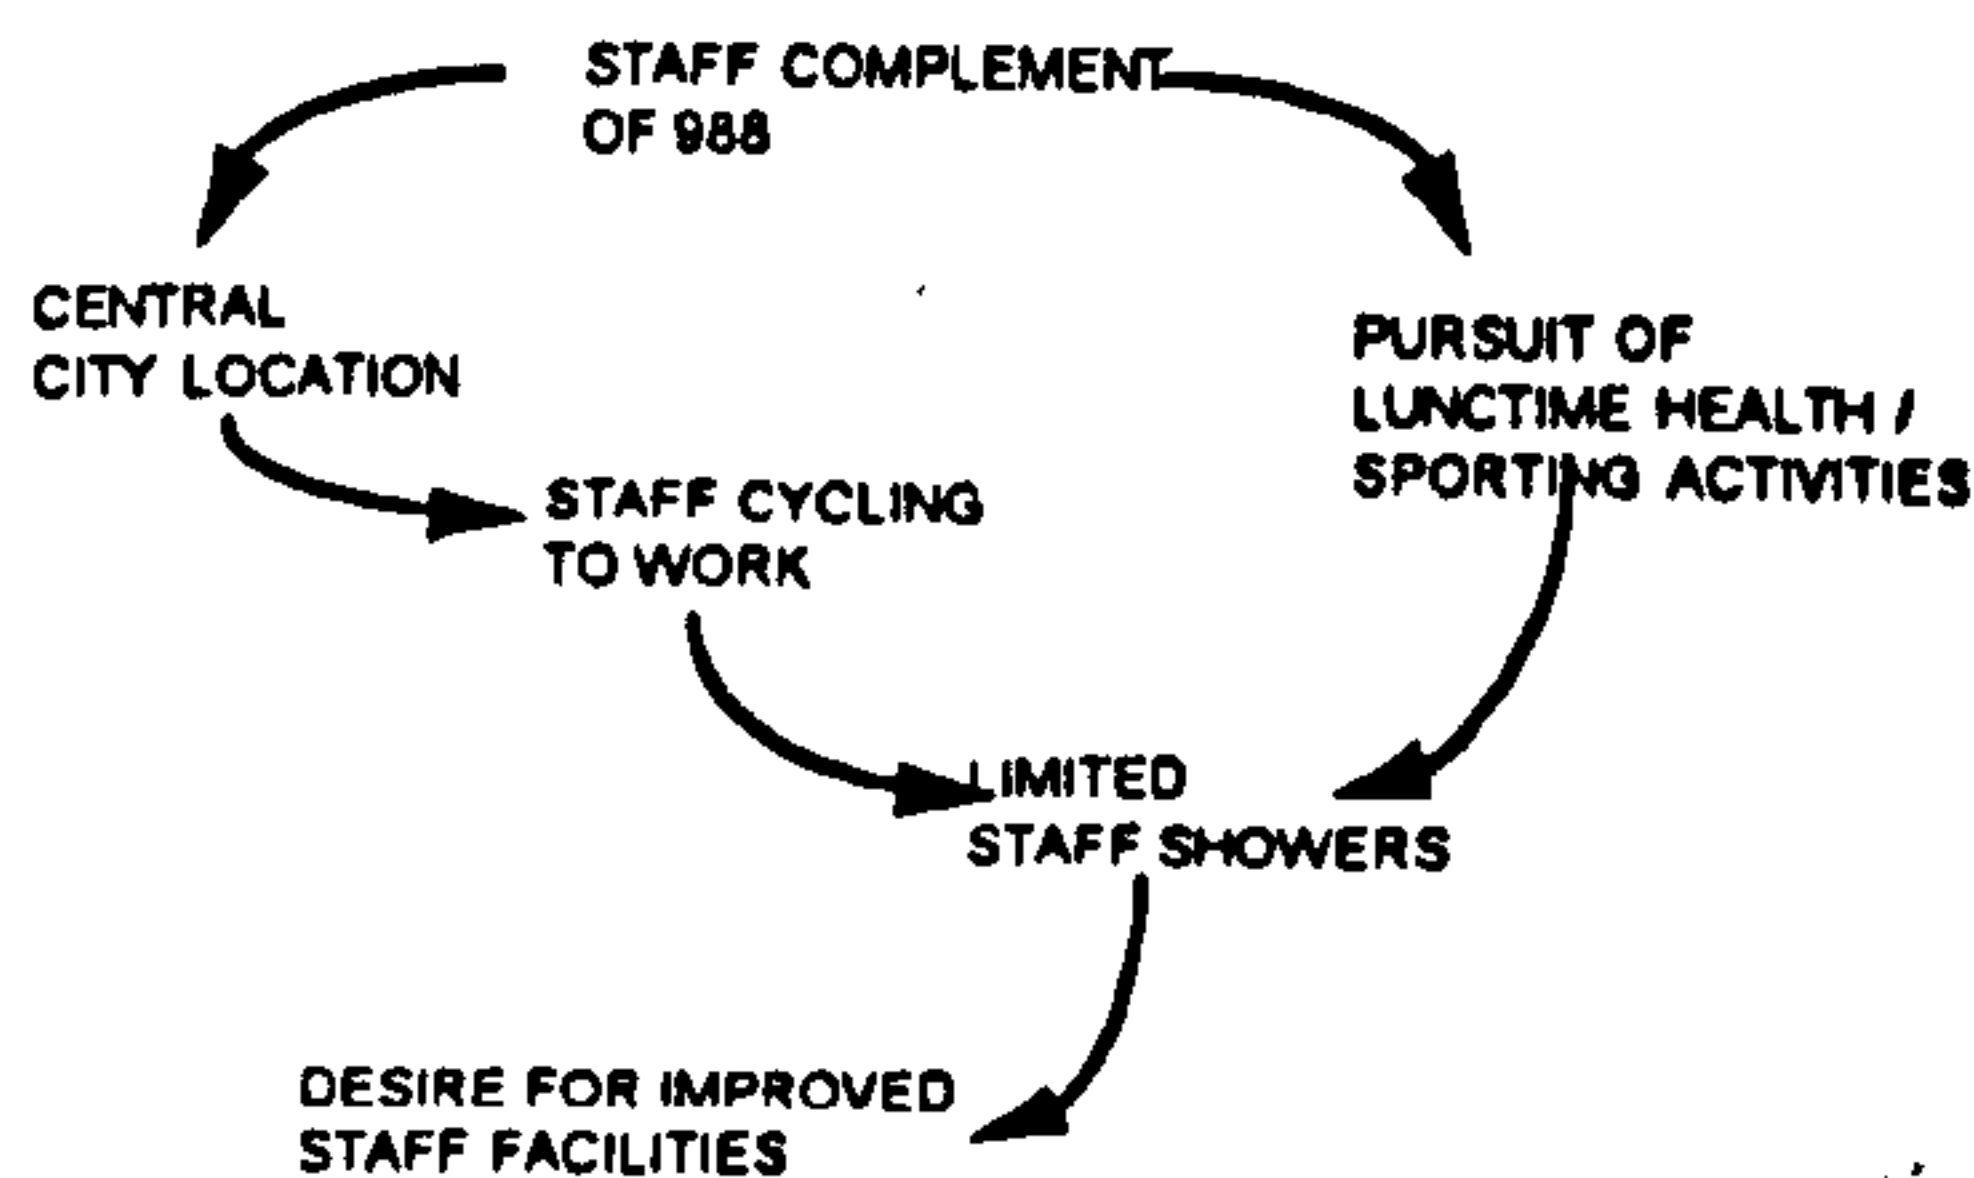 STAFF COMPLEMENT
OF 988
CENTRAL
CITY LOCATION
PURSUIT OF
LUNCTIME HEALTH /
SPORTING ACTIVITIES
STAFF CYCLING
TO WORK
LIMITED
STAFF SHOWERS
DESIRE FOR IMPROVED
STAFF FACILITIES